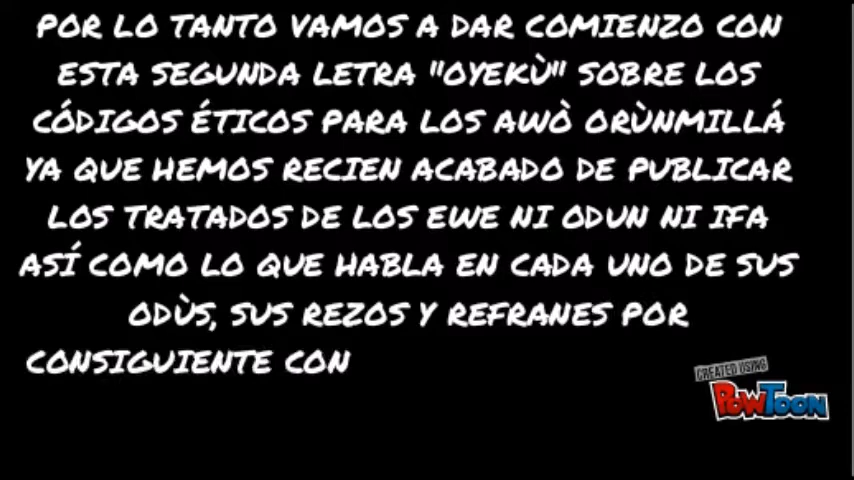 POR LO TANTO VAMOS A DAR COMIENZO CON
ESTA SEGUNDA LETRA "OYEKÙ" SOBRE LOS
CÓDIGOS ÉTICOS PARA LOS AWÒ ORÙNMILLÁ
YA QUE HEMOS RECIEN ACABADO DE PUBLICAR
LOS TRATADOS DE LOS EWE NI ODUN NI IFA
ASÍ COMO LO QUE HABLA EN CADA UNO DE SUS
ODÙS, SUS REZOS Y REFRANES POR
CONSIGUIENTE CON
CREATED USING
POWTOON